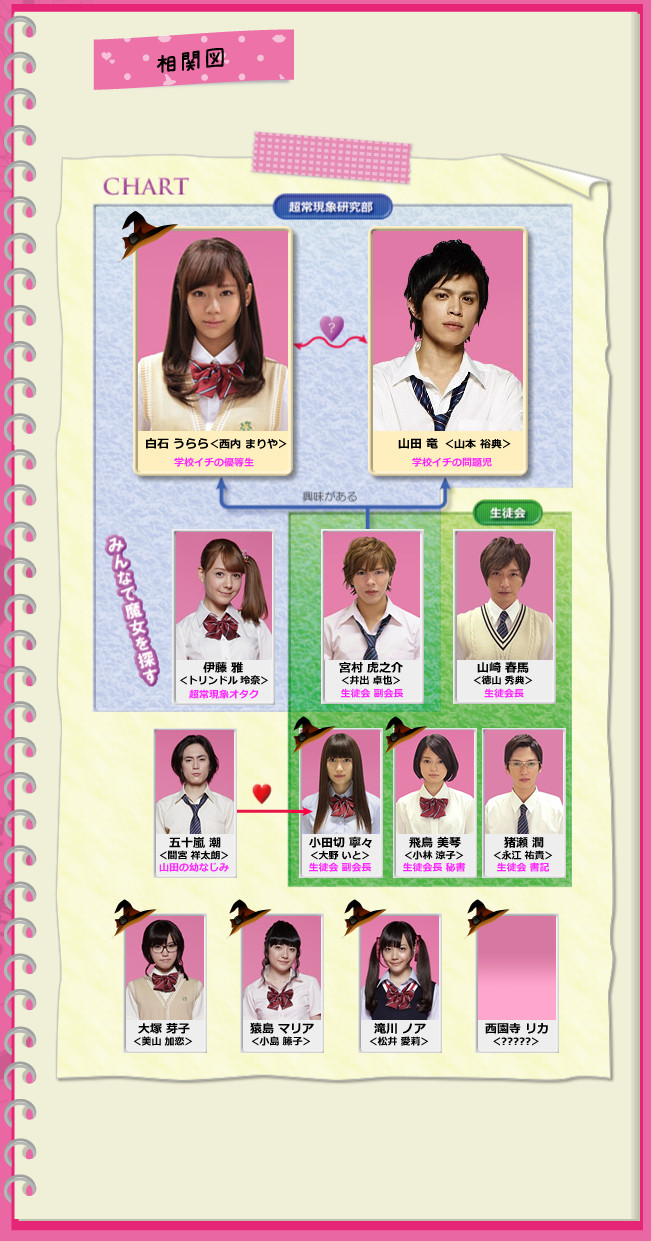 相関図
CHART
超常現象研究部
?
白石 うらら<西内 まりや>
学校イチの優等生
山田 竜 <山本 裕典>
学校イチの問題児
興味がある
生徒会
みんなで魔女を探す
伊藤 雅
<トリンドル 玲奈>
超常現象オタク
宮村 虎之介
<井出 卓也>
生徒会 副会長
山崎 春馬
<徳山 秀典>
生徒会長
五十嵐 潮
<間宮 祥太朗>
山田の幼なじみ
小田切 寧々
<大野 いと>
生徒会 副会長
飛鳥 美琴
<小林 涼子>
生徒会長 秘書
猪瀬 潤
<永江 祐貴>
生徒会 書記
大塚 芽子
<美山 加恋>
猿島 マリア
<小島 藤子>
滝川 ノア
<松井 愛莉>
西園寺 リカ
<?????>